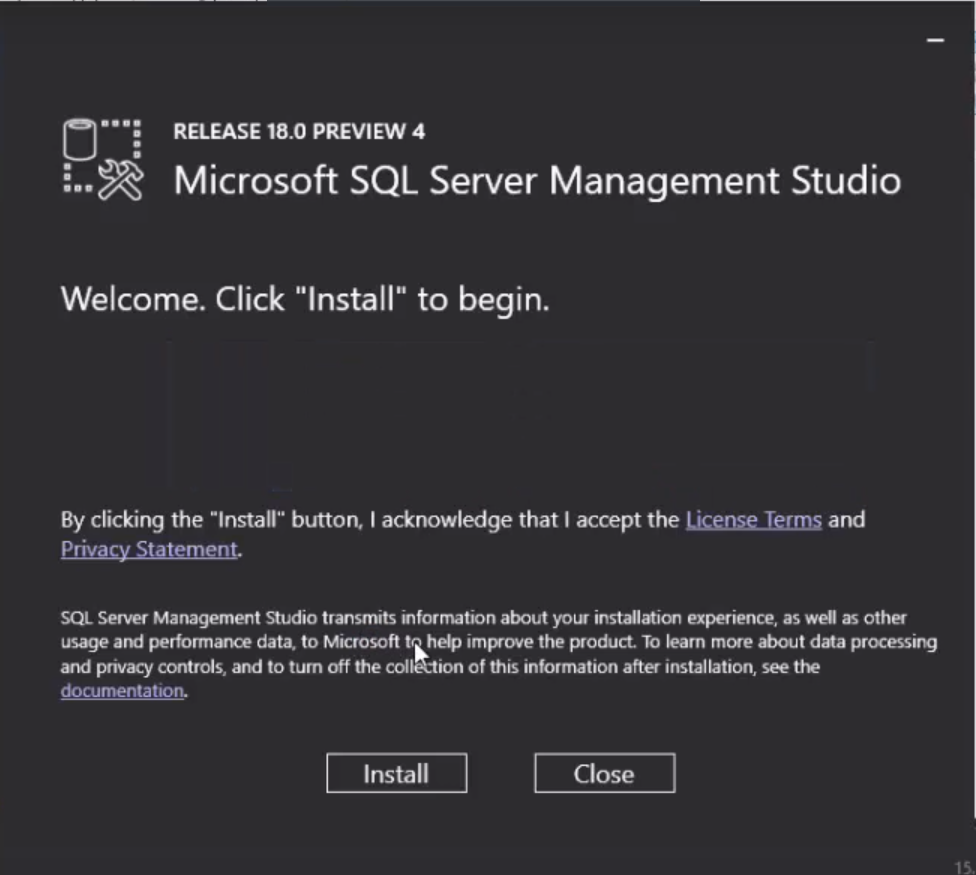 RELEASE 18.0 PREVIEW 4
Microsoft SQL Server Management Studio
Welcome. Click "Install" to begin.
By clicking the "Install" button, I acknowledge that I accept the License Terms and
Privacy Statement.
SQL Server Management Studio transmits information about your installation experience, as well as other
usage and performance data, to Microsoft to help improve the product. To learn more about data processing
and privacy controls, and to turn off the collection of this information after installation, see the
documentation.
Install
Close
15.